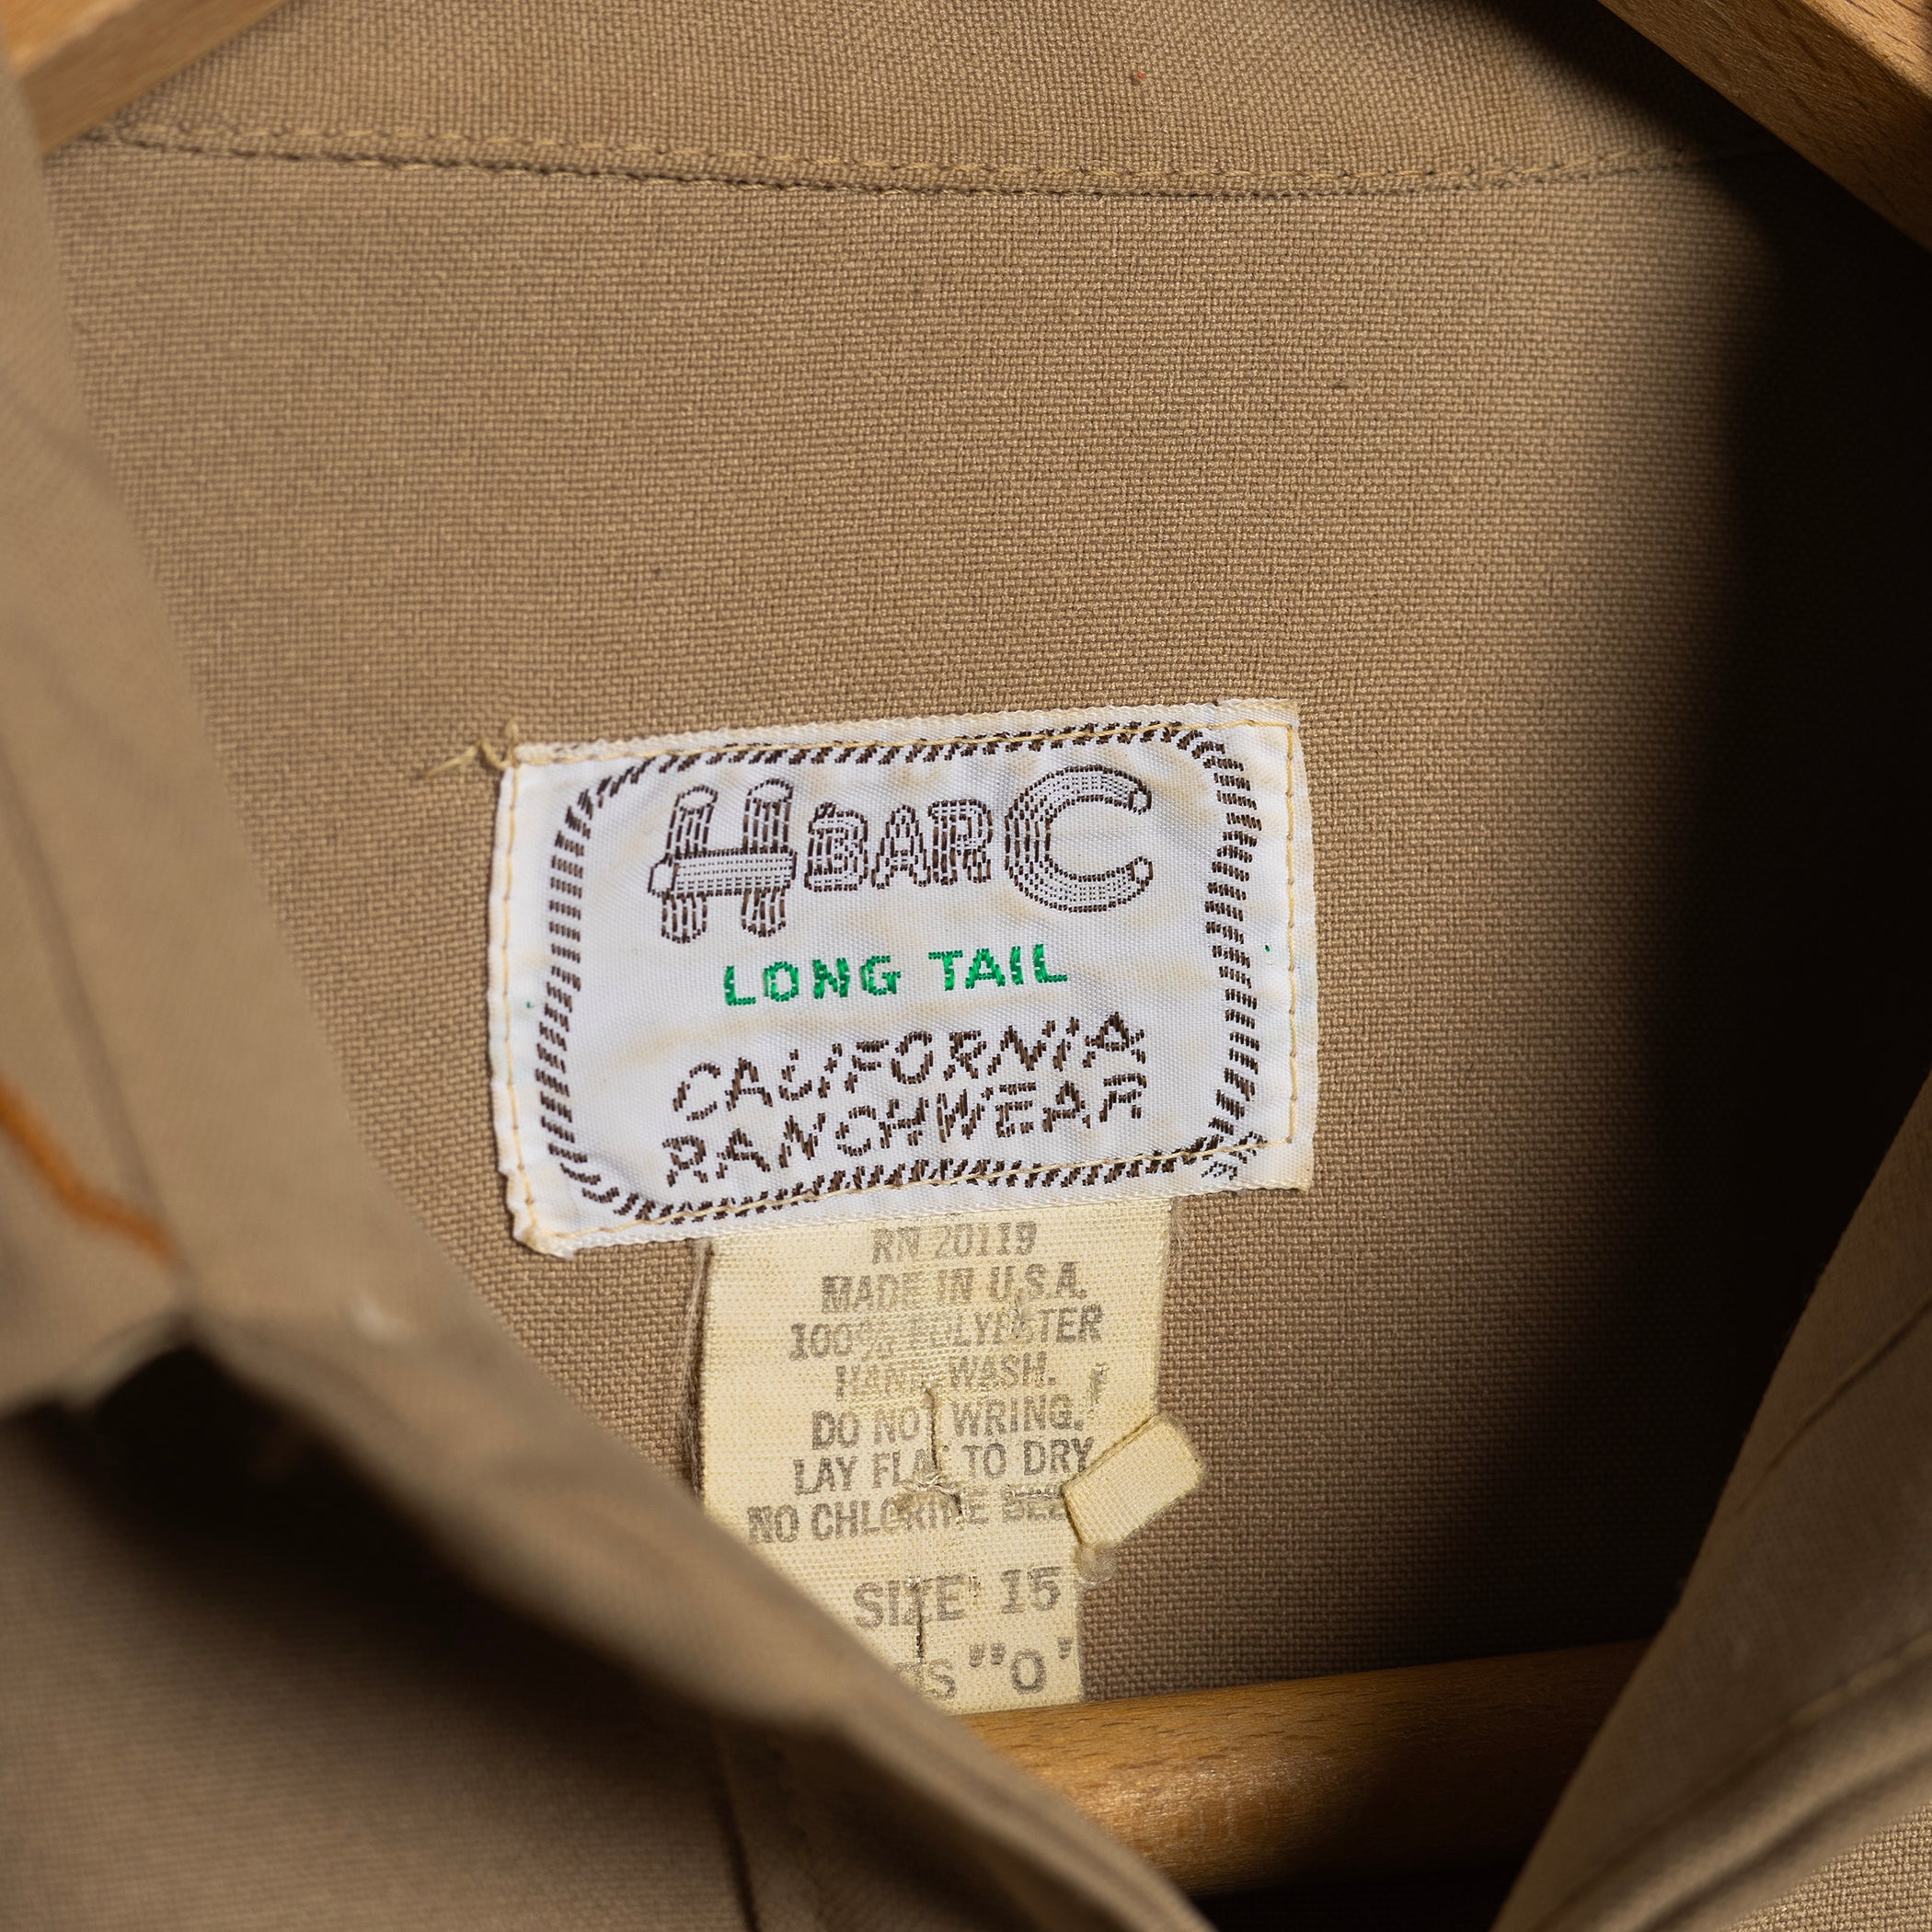 H BAR C
LONG TAIL
CALIFORNIA
RANCHWEAR
RN 20119
MADE IN U.S.A.
100% POLYESTER
HAND WASH.
DO NOT WRING.
LAY FLAT TO DRY
NO CHLORINE
SIZE 15
"O"